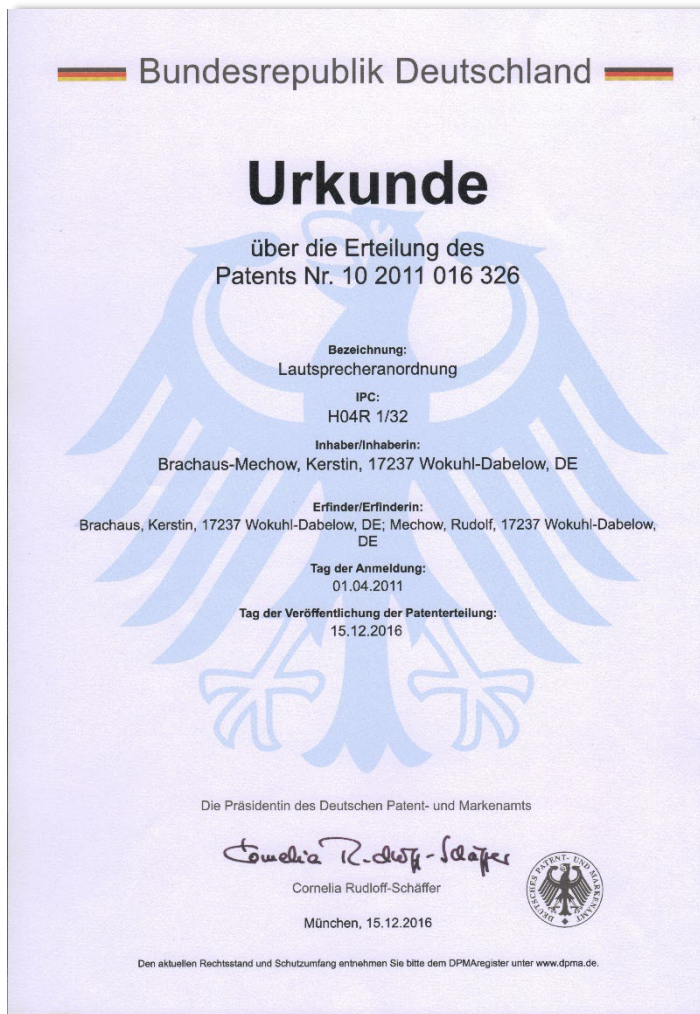 Bundesrepublik Deutschland
Urkunde
über die Erteilung des
Patents Nr. 10 2011 016 326
Bezeichnung:
Lautsprecheranordnung
IPC:
H04R 1/32
Inhaber/Inhaberin:
Brachaus-Mechow, Kerstin, 17237 Wokuhl-Dabelow, DE
Erfinder/Erfinderin:
Brachaus, Kerstin, 17237 Wokuhl-Dabelow, DE; Mechow, Rudolf, 17237 Wokuhl-Dabelow,
DE
Tag der Anmeldung:
01.04.2011
Tag der Veröffentlichung der Patenterteilung:
15.12.2016
Die Präsidentin des Deutschen Patent- und Markenamts
Cornelia Rudloff-Schäffer
Cornelia Rudloff-Schäffer
DEUTSCHES PATENT- UND MARKENAMT
München, 15.12.2016
Den aktuellen Rechtsstand und Schutzumfang entnehmen Sie bitte dem DPMAregister unter www.dpma.de.